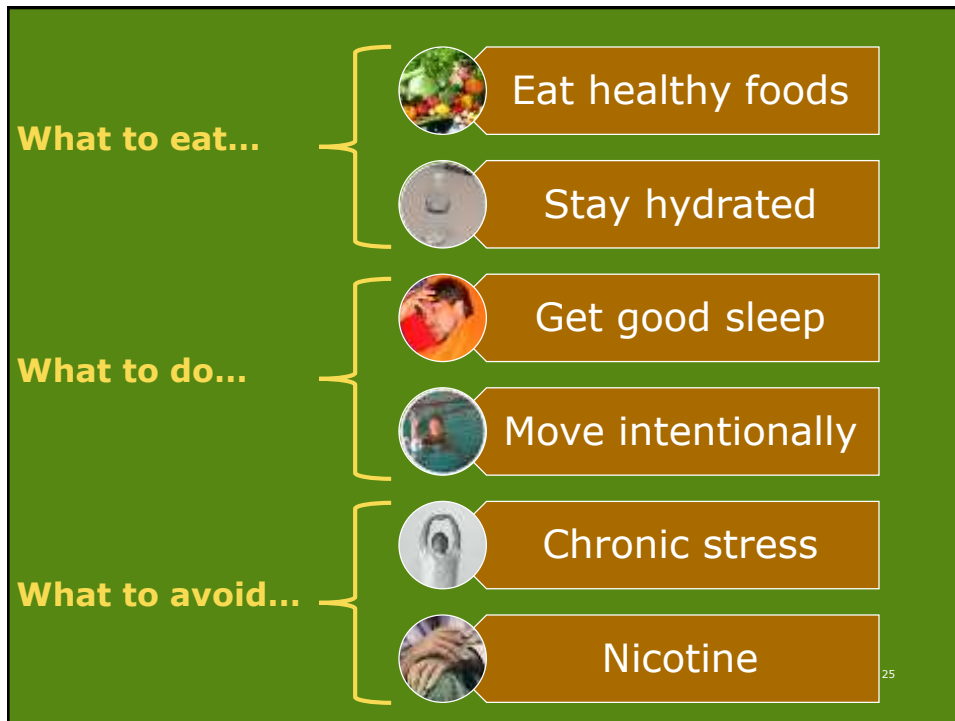 What to eat...
Eat healthy foods
Stay hydrated
What to do...
Get good sleep
Move intentionally
What to avoid...
Chronic stress
Nicotine
25